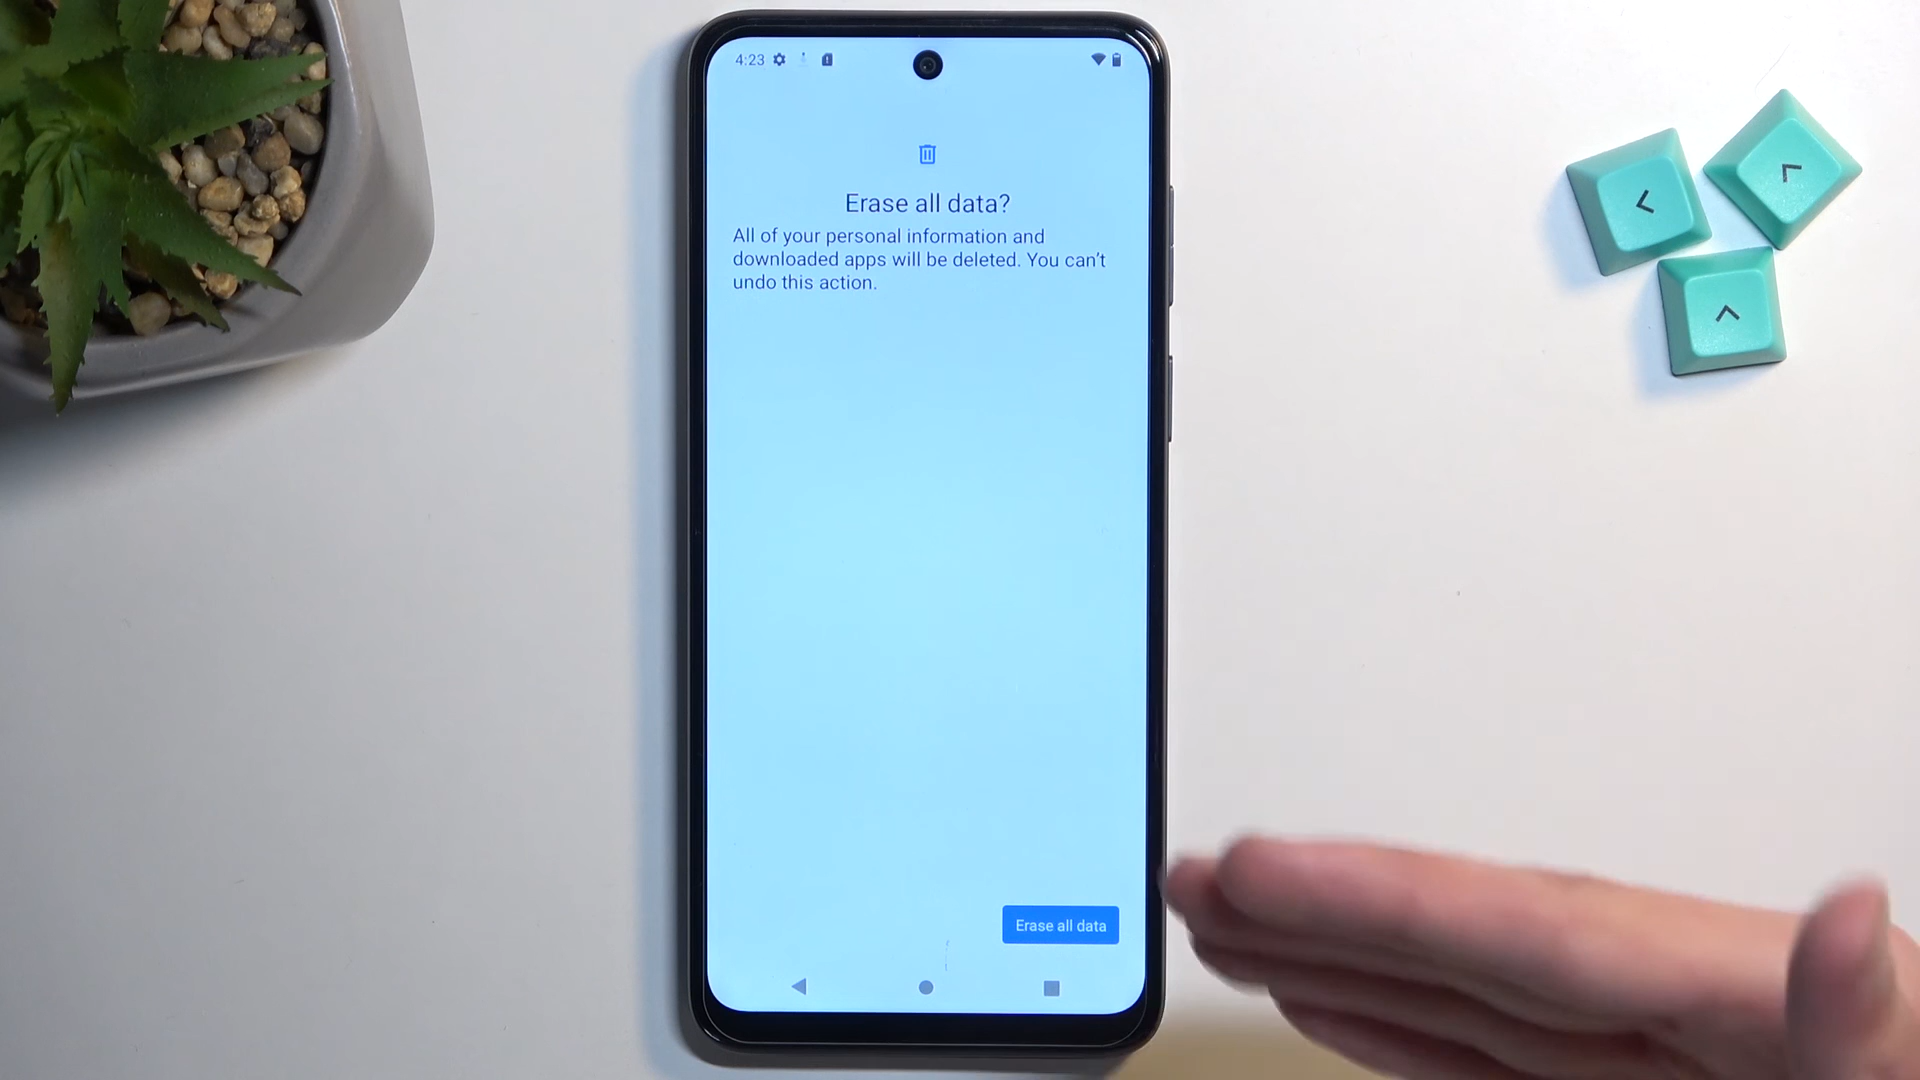 4:23
Erase all data?
All of your personal information and
downloaded apps will be deleted. You can't
undo this action.
Erase all data